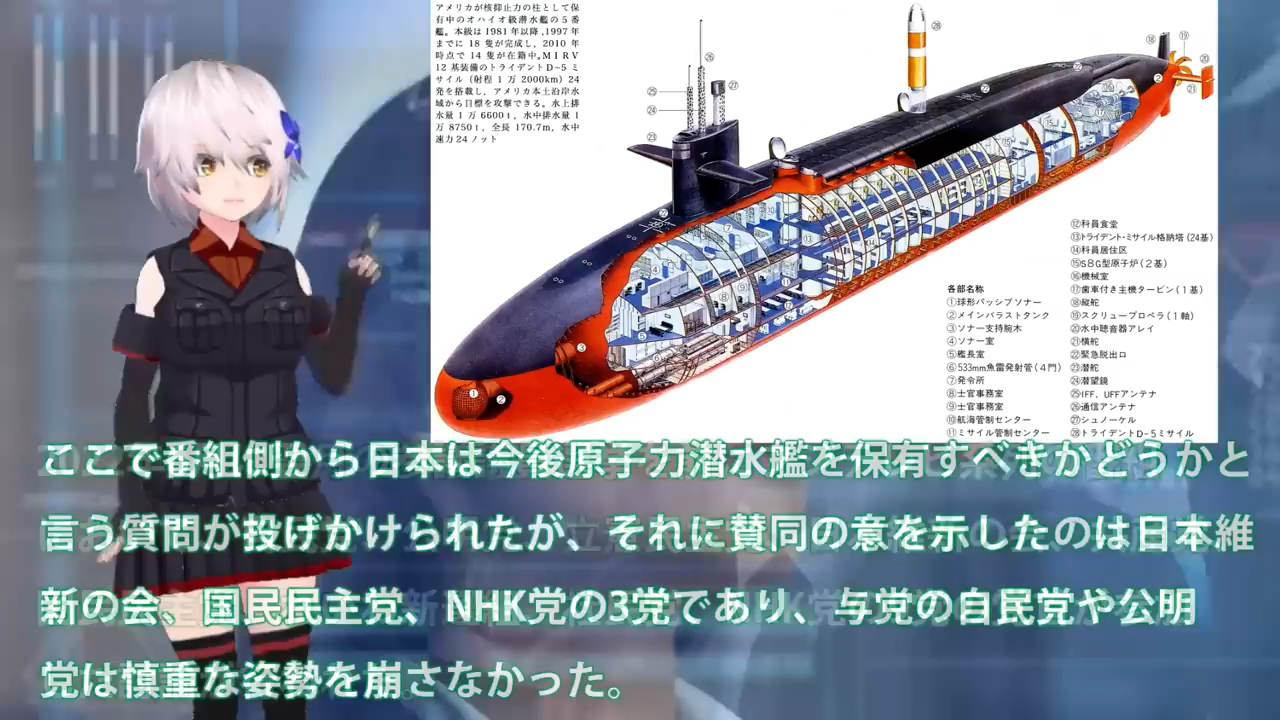 アメリカが核抑止力の柱として保
有中のオハイオ級潜水艦の5番
艦。本級は1981年以降,1997年
までに18隻が完成し、2010年
時点で14隻が在籍中。MIRV
12基装備のトライデントD-5ミ
サイル(射程1万2000km)24
発を搭載し、アメリカ本土沿岸水
域から目標を攻撃できる。水上排
水量1万6600t、水中排水量1
万8750t、全長170.7m、水中
速力24ノット
各部名称
①球形パッシブソナー
②メインバラストタンク
③ソナー支持腕木
④ソナー室
⑤艦長室
⑥533mm魚雷発射管(4門)
⑦発令所
⑧士官事務室
⑨士官事務室
⑩航海管制センター
⑪ミサイル管制センター
⑫科員食堂
⑬トライデント・ミサイル格納塔(24基)
⑭科員居住区
⑮S8G型原子炉(2基)
⑯機械室
⑰歯車付き主機タービン(1基)
⑱縦舵
⑲スクリュープロペラ(1軸)
⑳水中聴音器アレイ
㉑横舵
㉒緊急脱出口
㉓潜舵
㉔潜望鏡
㉕IFF，UFFアンテナ
㉖通信アンテナ
㉗シュノーケル
㉘トライデントD-5ミサイル
ここで番組側から日本は今後原子力潜水艦を保有すべきかどうかと
言う質問が投げかけられたが、それに賛同の意を示したのは日本維
新の会、国民民主党、NHK党の3党であり、与党の自民党や公明
党は慎重な姿勢を崩さなかった。